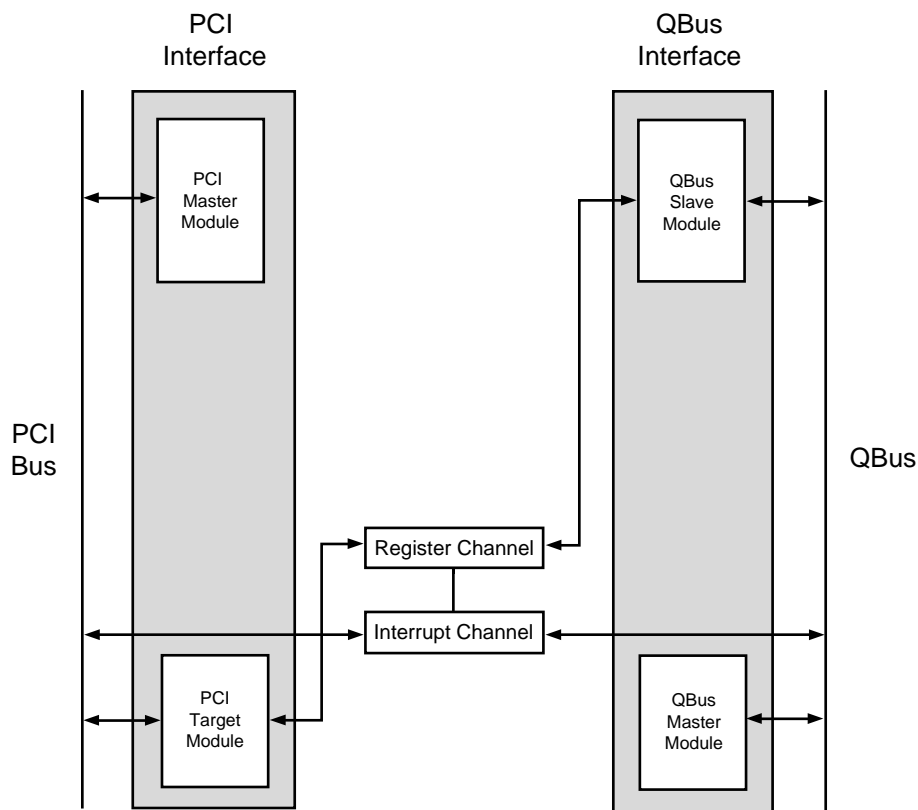 PCI
Interface
QBus
Interface
PCI
Master
Module
QBus
Slave
Module
PCI
Bus
QBus
Register Channel
Interrupt Channel
PCI
Target
Module
QBus
Master
Module